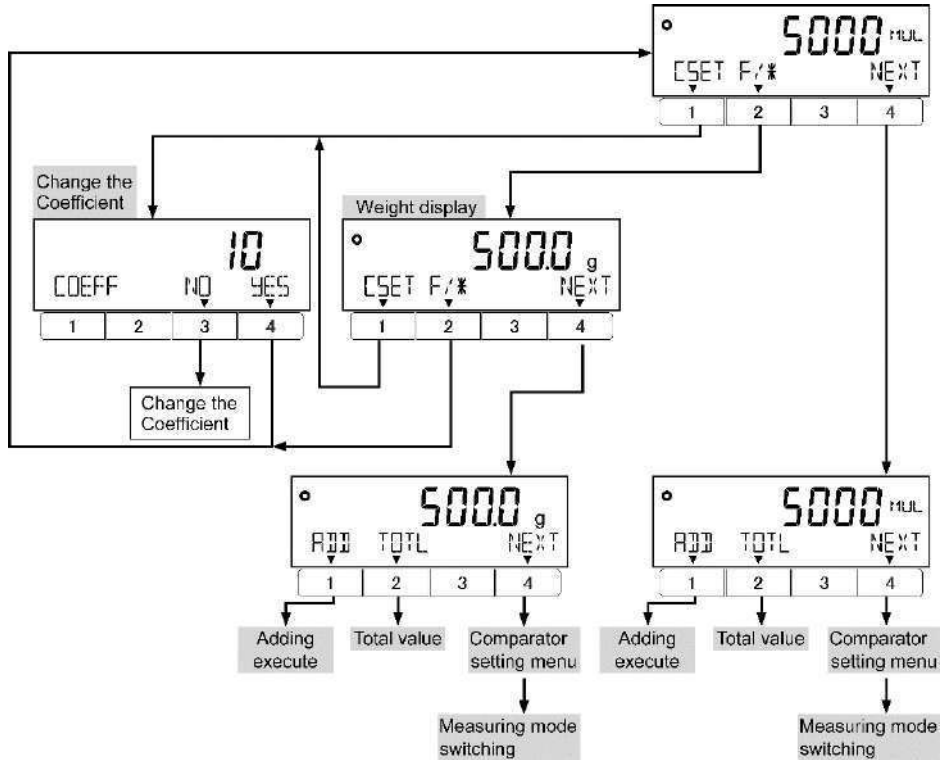 5000 MUL
CSET F/* NEXT
1 2 3 4
Change the
Coefficient
10
COEFF NO YES
1 2 3 4
Weight display
500.0 g
CSET F/* NEXT
1 2 3 4
Change the
Coefficient
500.0 g
ADD TOTL NEXT
1 2 3 4
Adding
execute
Total value
Comparator
setting menu
Measuring mode
switching
5000 MUL
ADD TOTL NEXT
1 2 3 4
Adding
execute
Total value
Comparator
setting menu
Measuring mode
switching